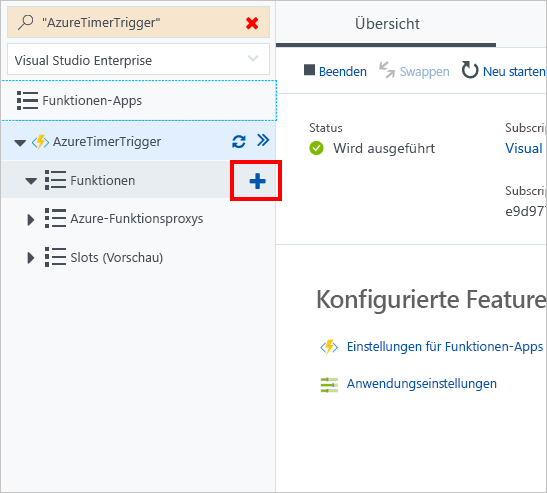 "AzureTimerTrigger"
Visual Studio Enterprise
Funktionen-Apps
AzureTimerTrigger
Funktionen
Azure-Funktionsproxys
Slots (Vorschau)
Übersicht
Beenden Swappen Neu starten
Status Subscrip
Wird ausgeführt Visual
Subscrip
e9d977
Konfigurierte Feature
Einstellungen für Funktionen-Apps
Anwendungseinstellungen